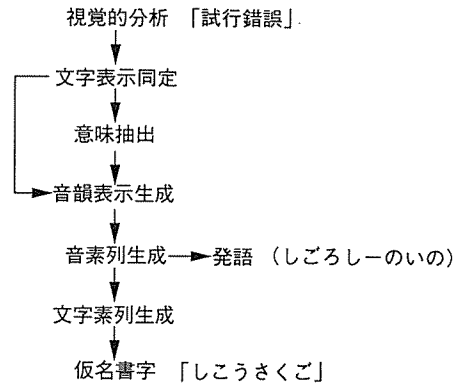 視覚的分析 「試行錯誤」
文字表示同定
意味抽出
音韻表示生成
音素列生成 発語 (しごろしーのいの)
文字素列生成
仮名書字 「しこうさくご」